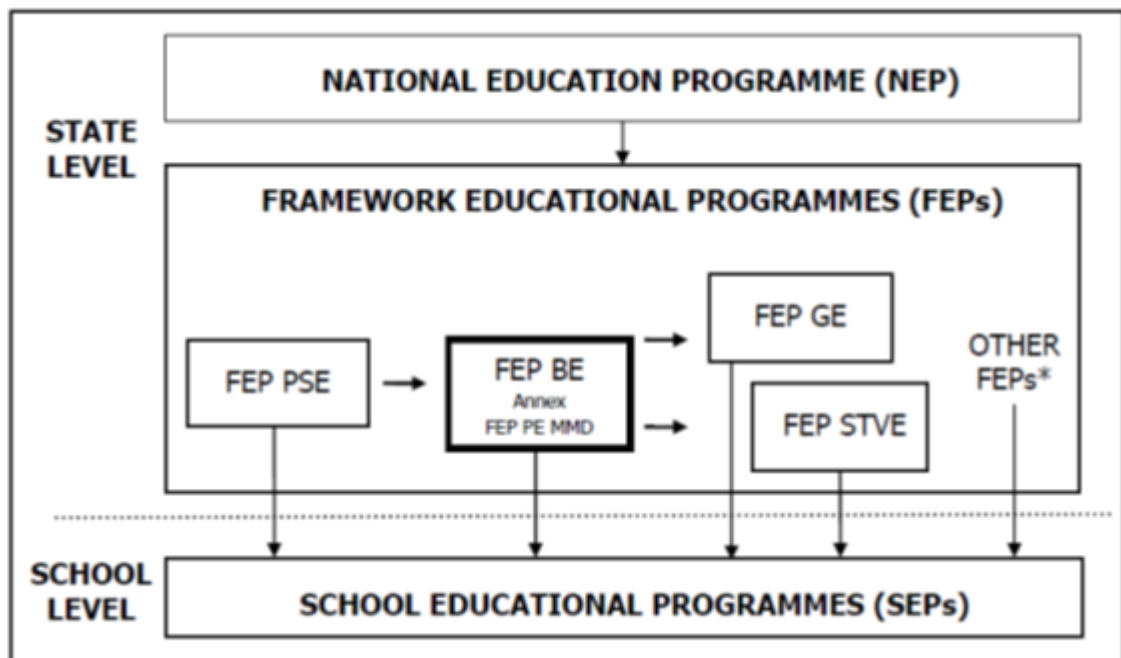 NATIONAL EDUCATION PROGRAMME (NEP)
STATE
LEVEL
FRAMEWORK EDUCATIONAL PROGRAMMES (FEPs)
FEP GE
OTHER
FEPs*
FEP PSE
FEP BE
Annex
FEP PE MMD
FEP STVE
SCHOOL
LEVEL
SCHOOL EDUCATIONAL PROGRAMMES (SEPs)